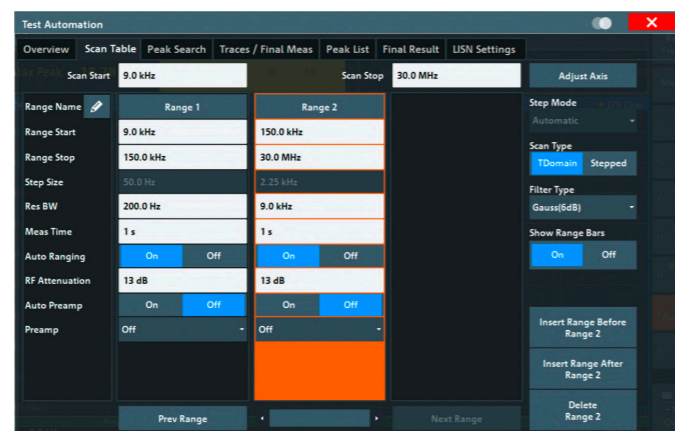 Test Automation
Overview Scan Table Peak Search Traces / Final Meas Peak List Final Result LISN Settings
Scan Start 9.0 kHz Scan Stop 30.0 MHz Adjust Axis
Range Name Range 1 Range 2 Step Mode
Automatic
Range Start 9.0 kHz 150.0 kHz
Range Stop 150.0 kHz 30.0 MHz Scan Type
TDomain Stepped
Step Size 50.0 Hz 2.25 kHz Filter Type
Res BW 200.0 Hz 9.0 kHz Gauss(6dB)
Meas Time 1 s 1 s Show Range Bars
Auto Ranging On Off On Off On Off
RF Attenuation 13 dB 13 dB
Auto Preamp On Off On Off
Preamp Off Off
Insert Range Before
Range 2
Insert Range After
Range 2
Delete
Range 2
Prev Range Next Range